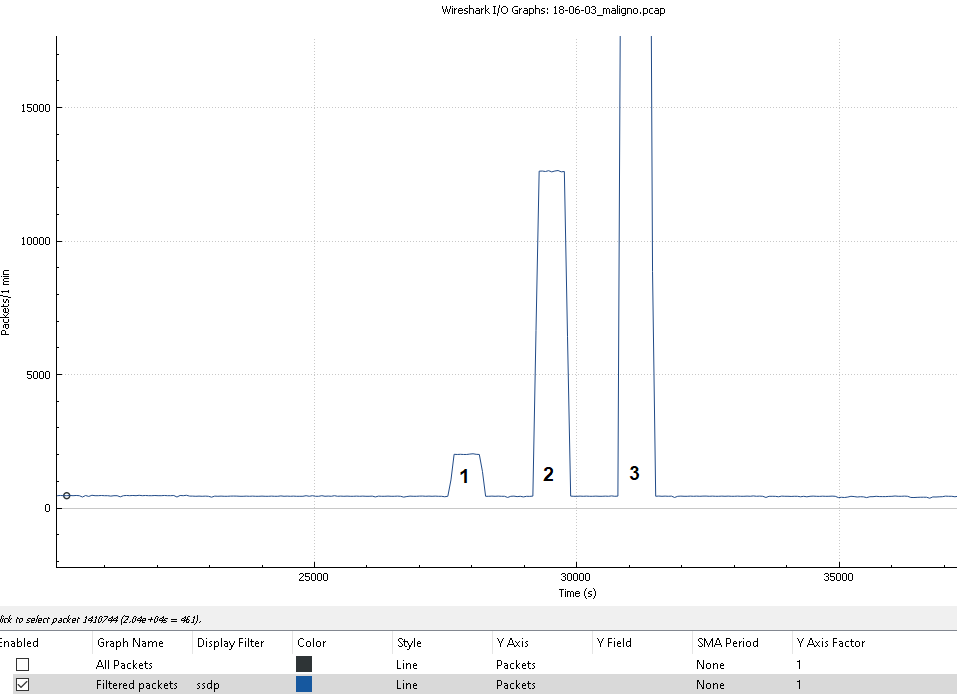 Wireshark I/O Graphs: 18-06-03_maligno.pcap
15000
10000
5000
0
Packets/1 min
1
2
3
25000
30000
35000
Time (s)
lick to select packet 1410744 (2.04e+04s = 461).
Enabled Graph Name Display Filter Color Style Y Axis Y Field SMA Period Y Axis Factor
All Packets Line Packets None 1
Filtered packets ssdp Line Packets None 1